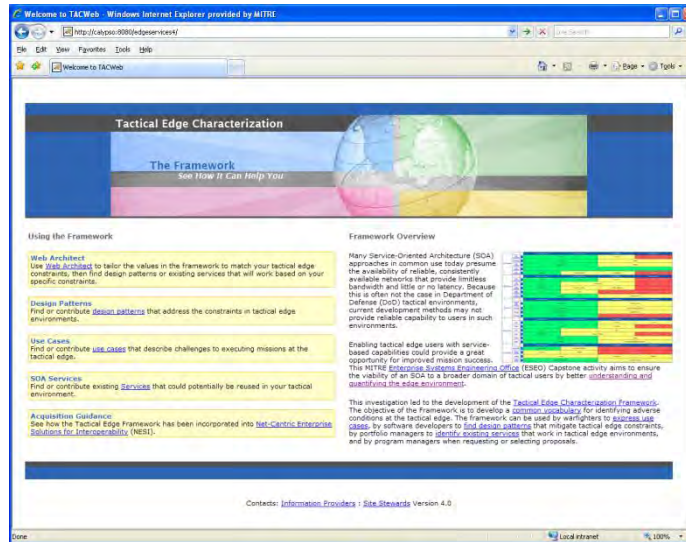 Welcome to TACWeb - Windows Internet Explorer provided by MITRE
http://calypso:8080/edgeservices4/
Live Search
File Edit View Favorites Tools Help
Welcome to TACWeb
Page Tools
Tactical Edge Characterization
The Framework
See How It Can Help You
Using the Framework
Web Architect
Use Web Architect to tailor the values in the framework to match your tactical edge
constraints, then find design patterns or existing services that will work based on your
specific constraints.
Design Patterns
Find or contribute design patterns that address the constraints in tactical edge
environments.
Use Cases
Find or contribute use cases that describe challenges to executing missions at the
tactical edge.
SOA Services
Find or contribute existing Services that could potentially be reused in your tactical
environment.
Acquisition Guidance
See how the Tactical Edge Framework has been incorporated into Net-Centric Enterprise
Solutions for Interoperability (NESI).
Framework Overview
Many Service-Oriented Architecture (SOA)
approaches in common use today presume
the availability of reliable, consistently
available networks that provide limitless
bandwidth and little or no latency. Because
this is often not the case in Department of
Defense (DoD) tactical environments,
current development methods may not
provide reliable capability to users in such
environments.
Enabling tactical edge users with service-
based capabilities could provide a great
opportunity for improved mission success.
This MITRE Enterprise Systems Engineering Office (ESEO) Capstone activity aims to ensure
the viability of an SOA to a broader domain of tactical users by better understanding and
quantifying the edge environment.
This investigation led to the development of the Tactical Edge Characterization Framework.
The objective of the Framework is to develop a common vocabulary for identifying adverse
conditions at the tactical edge. The framework can be used by warfighters to express use
cases, by software developers to find design patterns that mitigate tactical edge constraints,
by portfolio managers to identify existing services that work in tactical edge environments,
and by program managers when requesting or selecting proposals.
Contacts: Information Providers : Site Stewards Version 4.0
Done
Local intranet
100%